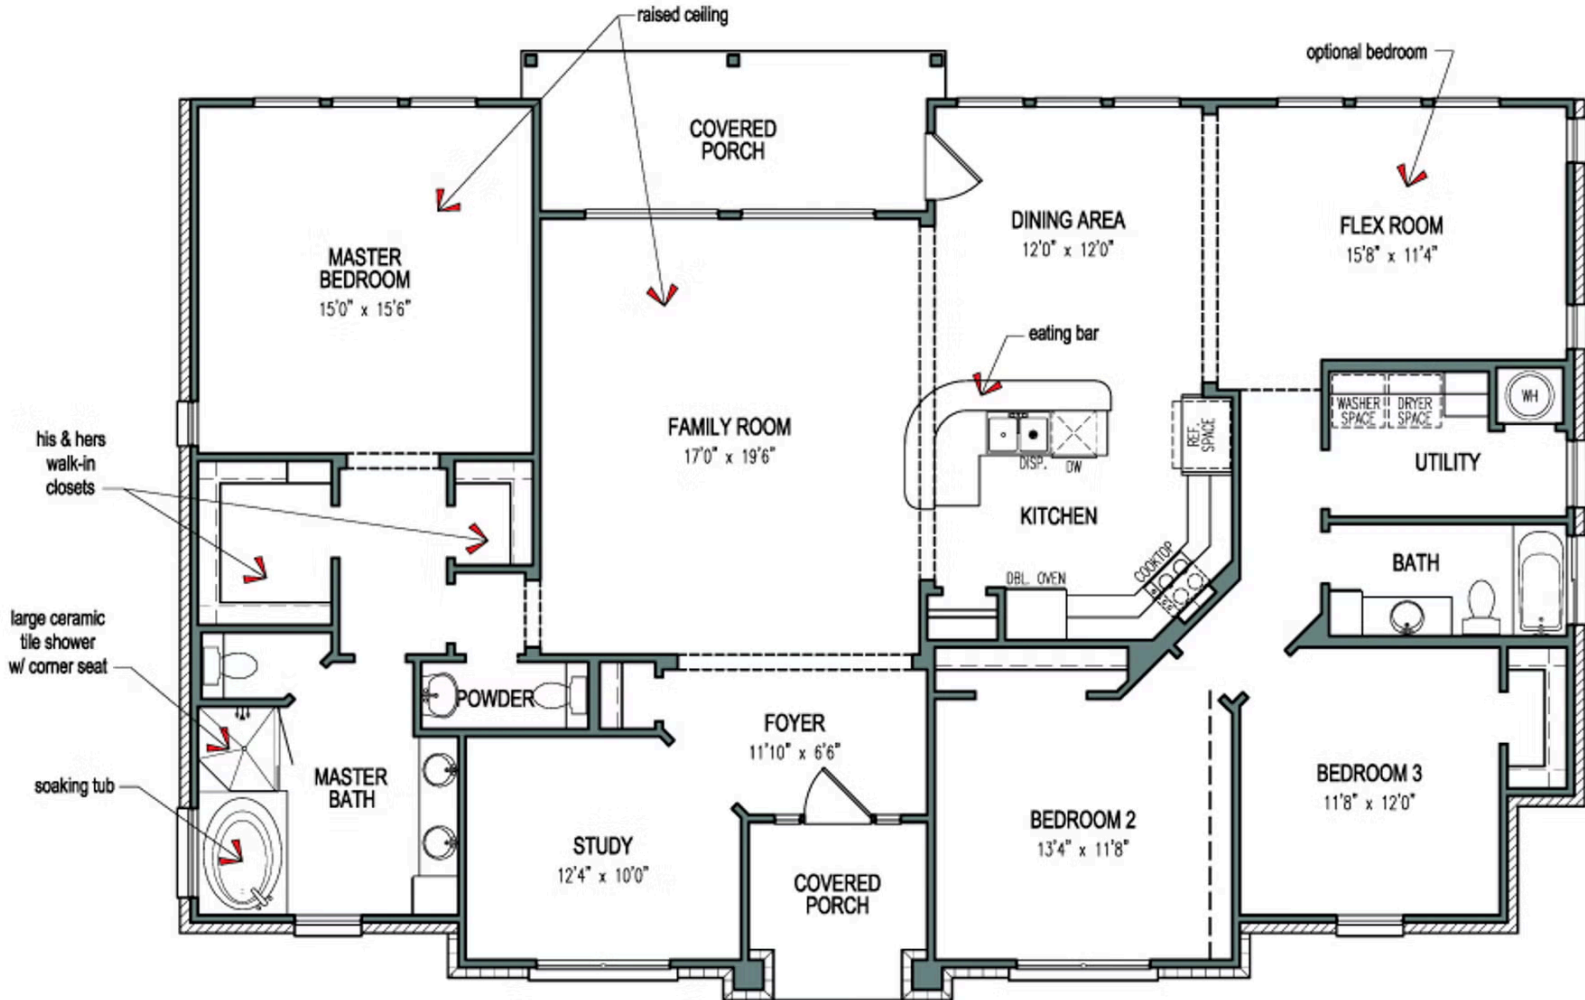 raised ceiling
optional bedroom
COVERED
PORCH
DINING AREA
12'0" x 12'0"
FLEX ROOM
15'8" x 11'4"
MASTER
BEDROOM
15'0" x 15'6"
eating bar
FAMILY ROOM
17'0" x 19'6"
his & hers
walk-in
closets
WASHER
SPACE
DRYER
SPACE
WH
REF.
SPACE
DISP.
DW
UTILITY
KITCHEN
COOKTOP
DBL. OVEN
BATH
large ceramic
tile shower
w/ corner seat
POWDER
FOYER
11'10" x 6'6"
soaking tub
MASTER
BATH
STUDY
12'4" x 10'0"
COVERED
PORCH
BEDROOM 2
13'4" x 11'8"
BEDROOM 3
11'8" x 12'0"